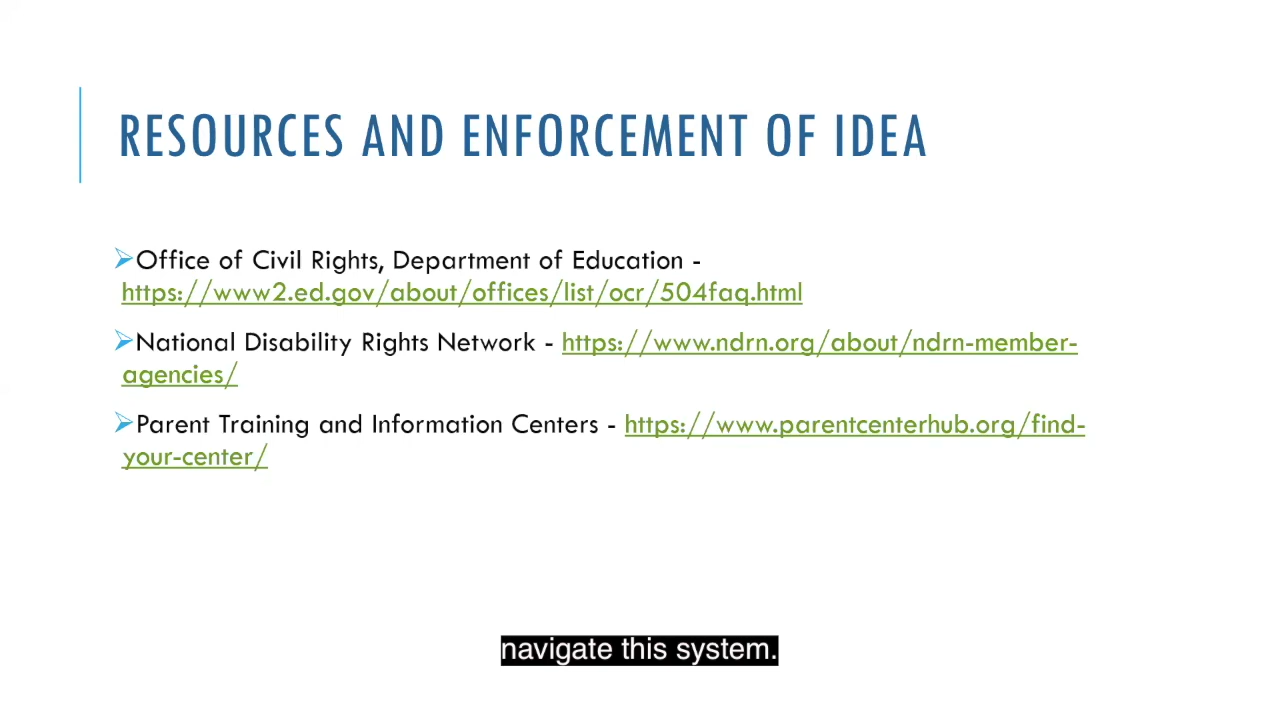 RESOURCES AND ENFORCEMENT OF IDEA
➢Office of Civil Rights, Department of Education -
https://www2.ed.gov/about/offices/list/ocr/504faq.html
➢National Disability Rights Network - https://www.ndrn.org/about/ndrn-member-
agencies/
➢Parent Training and Information Centers - https://www.parentcenterhub.org/find-
your-center/
navigate this system.